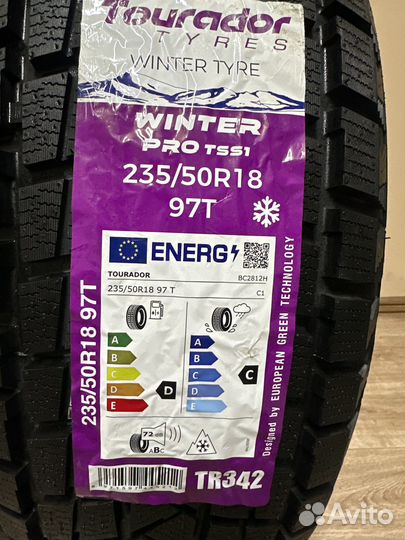 Tourador
TYRES
WINTER TYRE
WINTER
PRO TSS1
235/50R18
97T
ENERG
TOURADOR
BC2812H
235/50R18 97 T
C1
A
B
C
D
E
D
A
B
C
D
E
C
72 dB
ABC
TR342
235/50R18 97T
Designed by EUROPEAN GREEN TECHNOLOGY
Avito